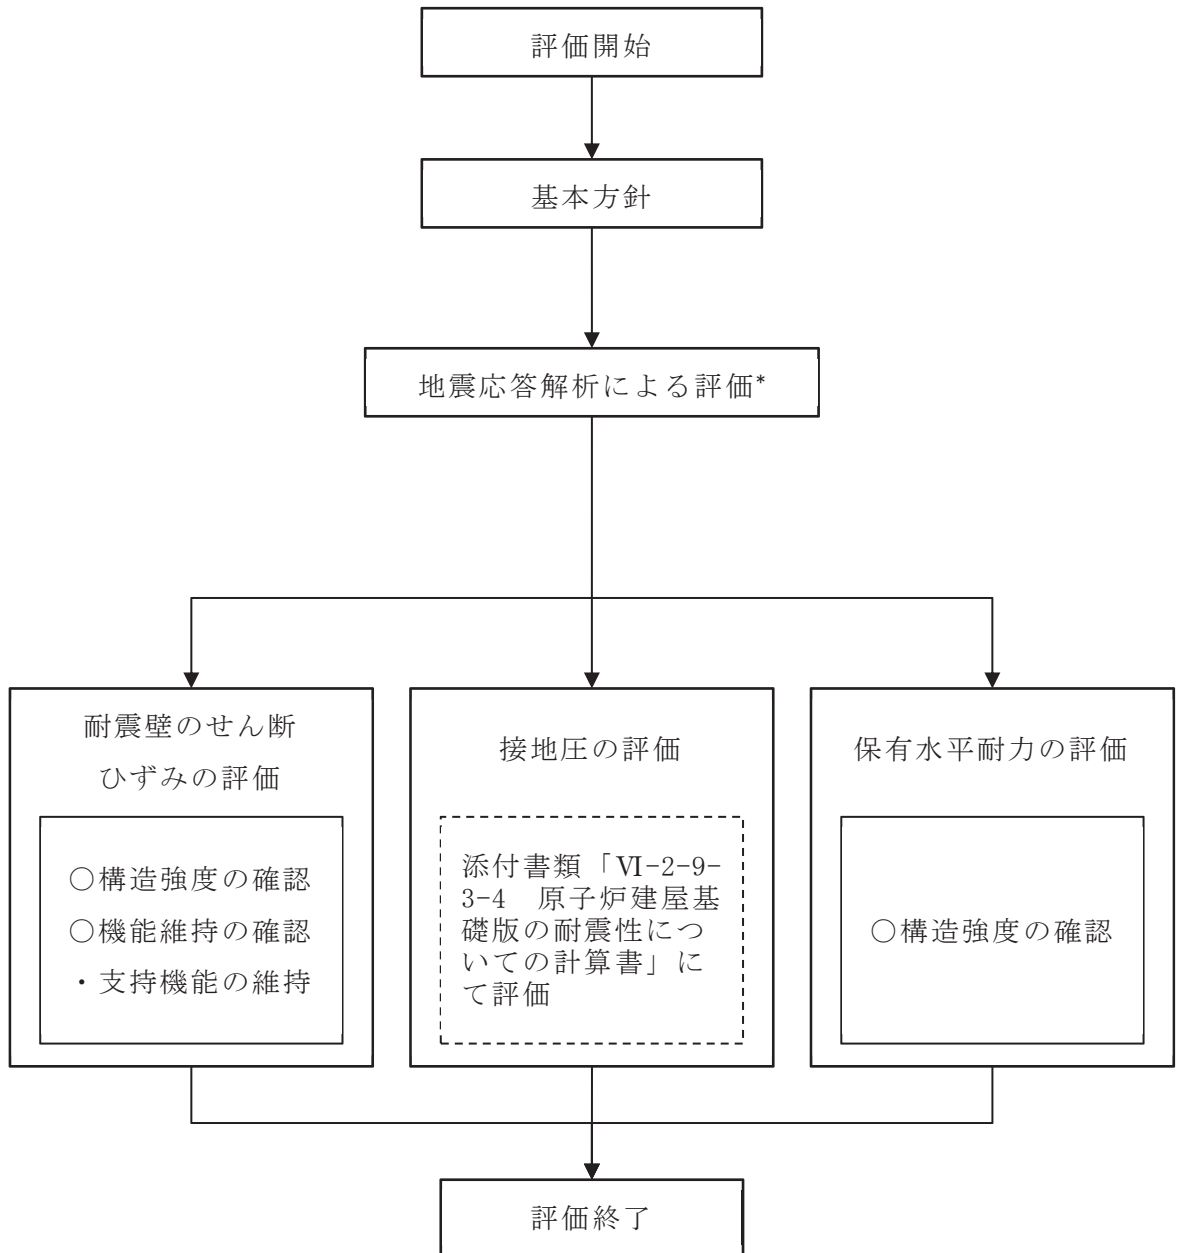 評価開始
基本方針
地震応答解析による評価*
耐震壁のせん断
ひずみの評価
○構造強度の確認
○機能維持の確認
・支持機能の維持
接地圧の評価
添付書類「Ⅵ-2-9-
3-4　原子炉建屋基
礎版の耐震性につ
いての計算書」に
て評価
保有水平耐力の評価
○構造強度の確認
評価終了